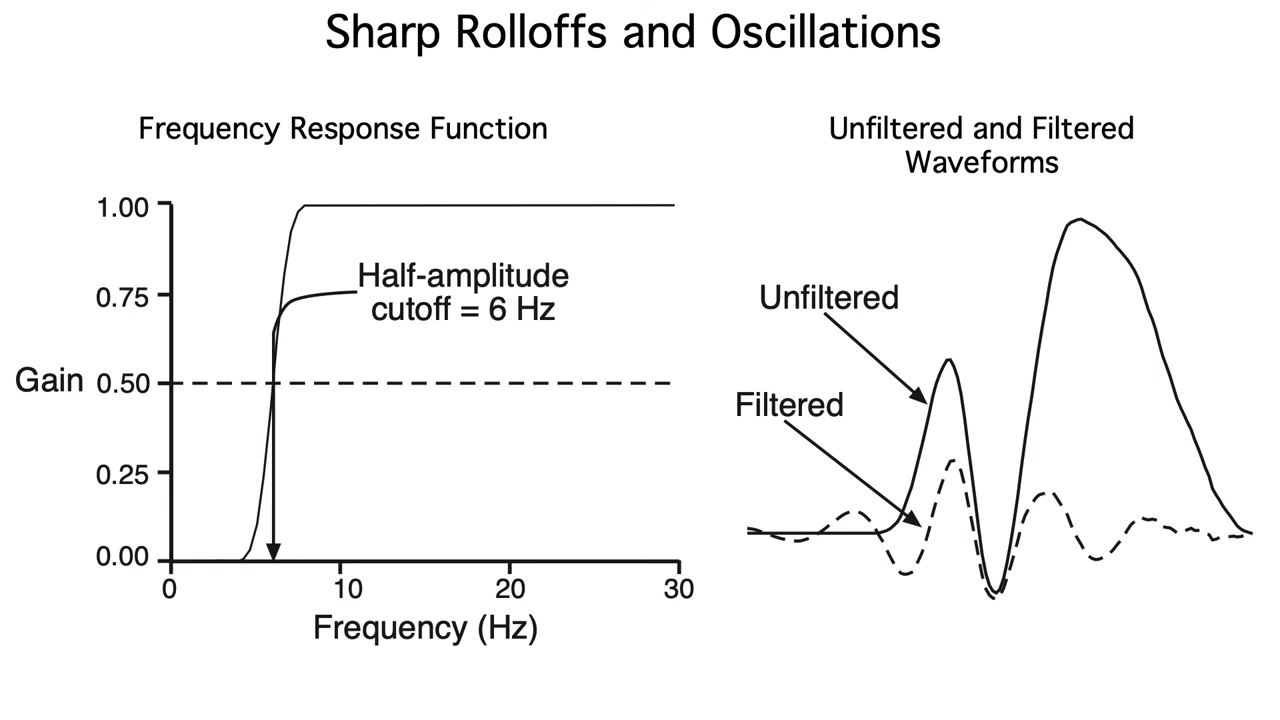 Sharp Rolloffs and Oscillations
Frequency Response Function
1.00
0.75
Gain 0.50
0.25
0.00
0
10
20
30
Frequency (Hz)
Half-amplitude
cutoff = 6 Hz
Unfiltered and Filtered
Waveforms
Unfiltered
Filtered